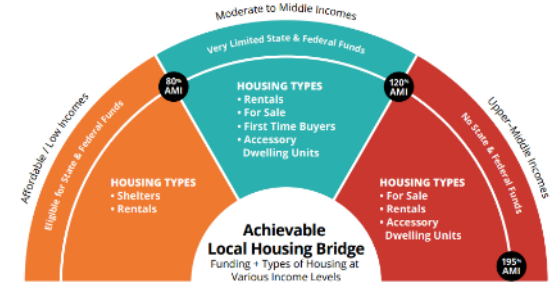 Moderate to Middle Incomes
Very Limited State & Federal Funds
80%
AMI
120%
AMI
Affordable / Low Incomes
Eligible for State & Federal Funds
HOUSING TYPES
• Shelters
• Rentals
HOUSING TYPES
• Rentals
• For Sale
• First Time Buyers
• Accessory
Dwelling Units
Upper-Middle Incomes
No State & Federal Funds
HOUSING TYPES
• For Sale
• Rentals
• Accessory
Dwelling Units
195%
AMI
Achievable
Local Housing Bridge
Funding + Types of Housing at
Various Income Levels